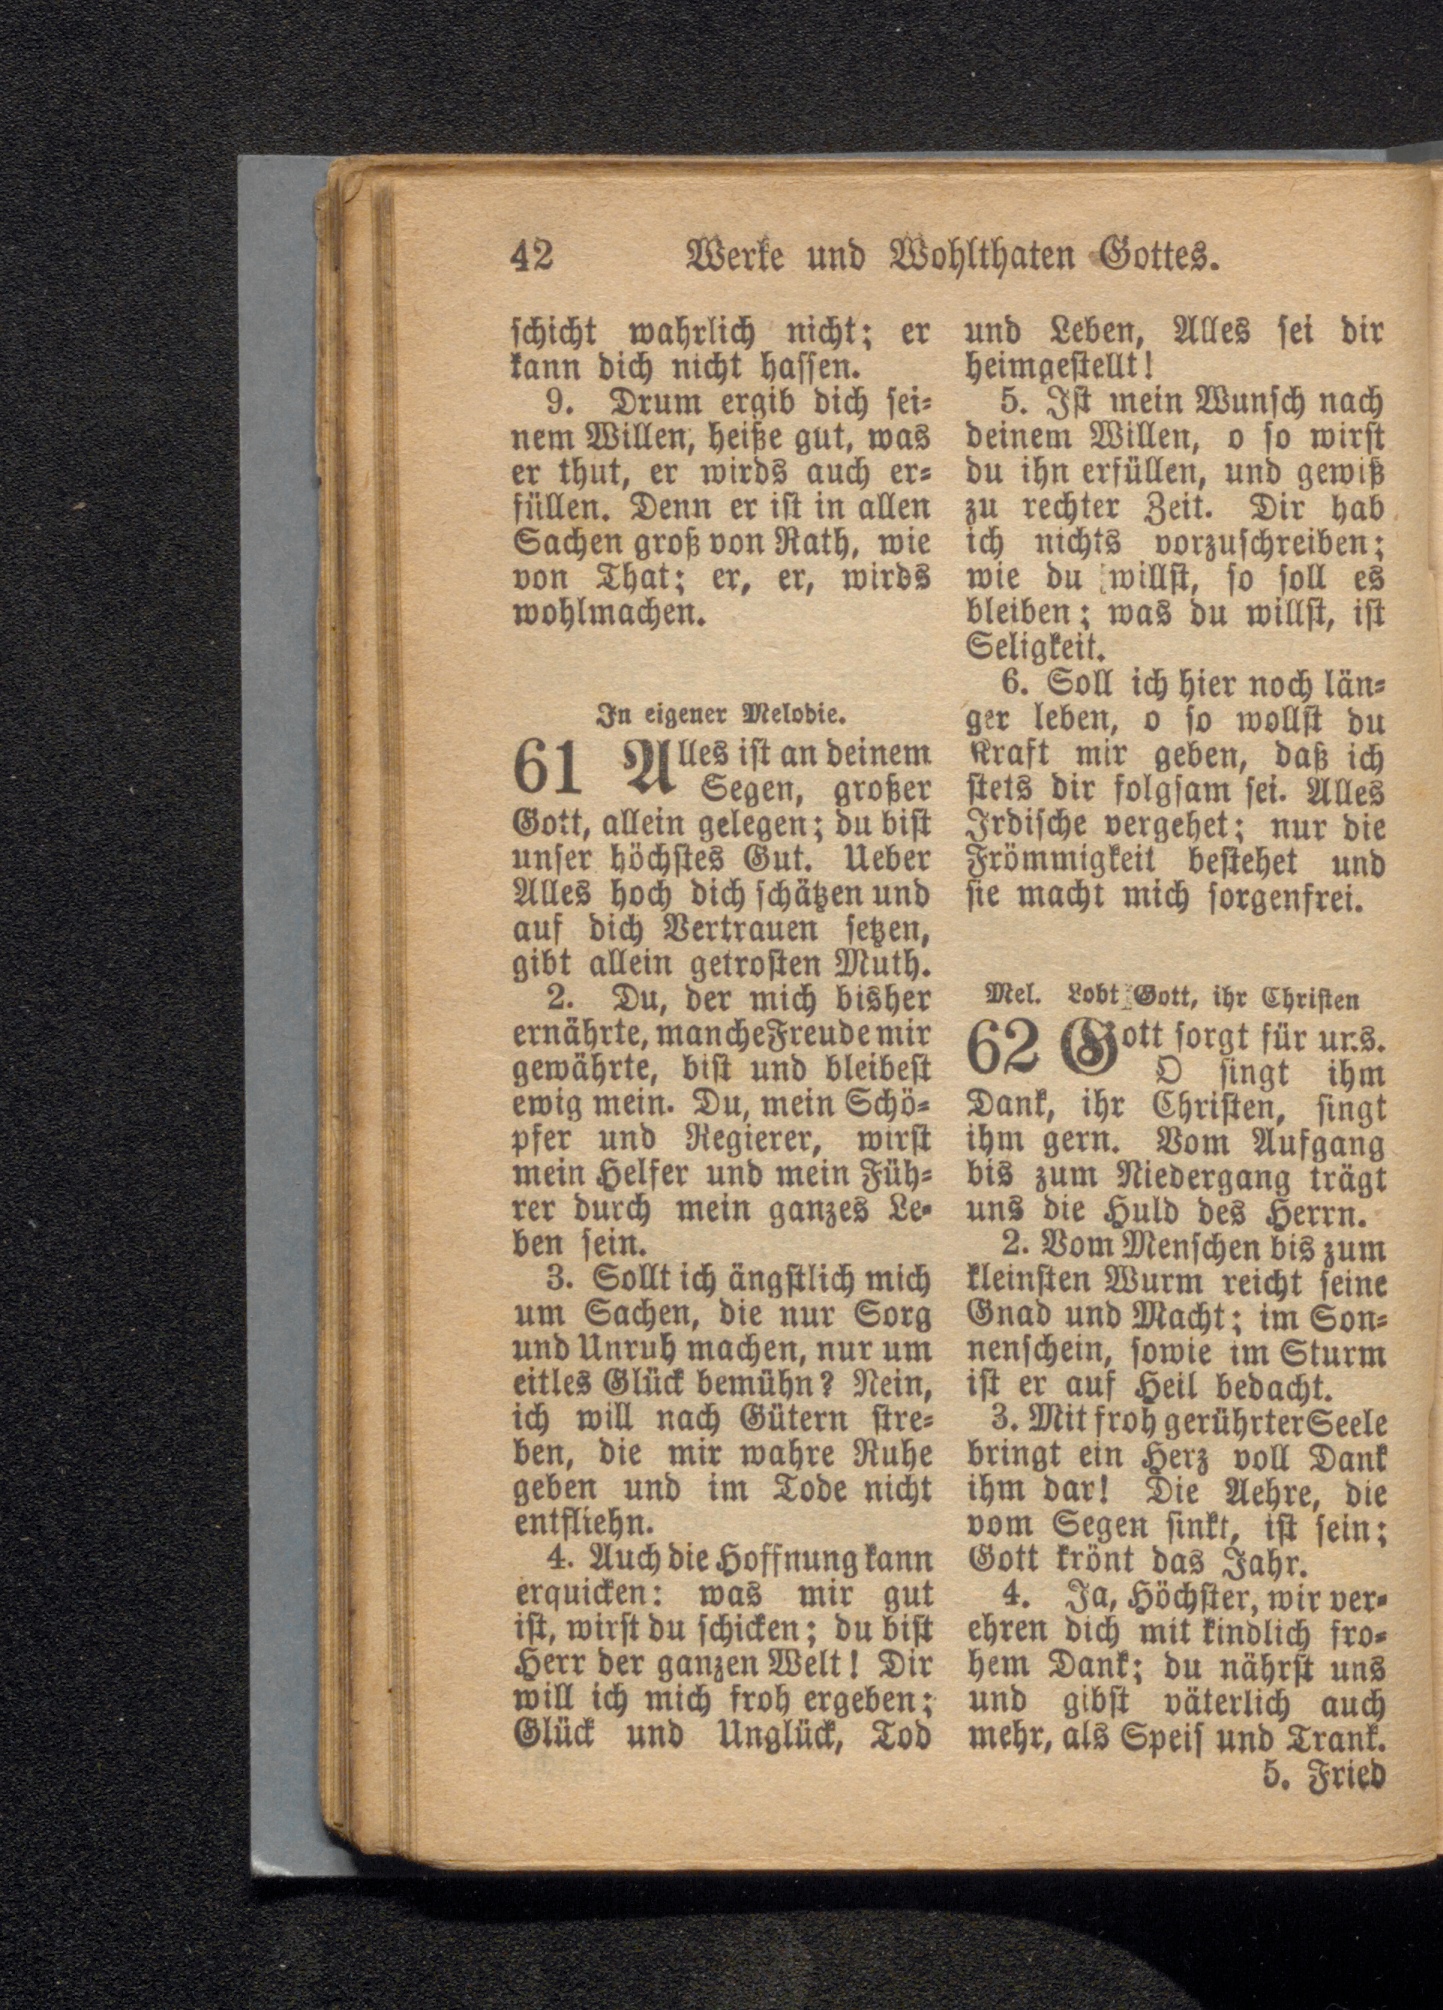 42 Werke und Wohlthaten Gottes.
schicht wahrlich nicht; er
kann dich nicht hassen.
9. Drum ergib dich sei-
nem Willen, heiße gut, was
er thut, er wirds auch er-
füllen. Denn er ist in allen
Sachen groß von Rath, wie
von That; er, er, wirds
wohlmachen.
In eigener Melodie.
61 Alles ist an deinem
Segen, großer
Gott, allein gelegen; du bist
unser höchstes Gut. Ueber
Alles hoch dich schätzen und
auf dich Vertrauen setzen,
gibt allein getrosten Muth.
2. Du, der mich bisher
ernährte, manche Freude mir
gewährte, bist und bleibest
ewig mein. Du, mein Schö-
pfer und Regierer, wirst
mein Helfer und mein Füh-
rer durch mein ganzes Le-
ben sein.
3. Sollt ich ängstlich mich
um Sachen, die nur Sorg
und Unruh machen, nur um
eitles Glück bemühn? Nein,
ich will nach Gütern stre-
ben, die mir wahre Ruhe
geben und im Tode nicht
entfliehn.
4. Auch die Hoffnung kann
erquicken: was mir gut
ist, wirst du schicken; du bist
Herr der ganzen Welt! Dir
will ich mich froh ergeben;
Glück und Unglück, Tod
und Leben, Alles sei dir
heimgestellt!
5. Ist mein Wunsch nach
deinem Willen, o so wirst
du ihn erfüllen, und gewiß
zu rechter Zeit. Dir hab
ich nichts vorzuschreiben;
wie du willst, so soll es
bleiben; was du willst, ist
Seligkeit.
6. Soll ich hier noch län-
ger leben, o so wollst du
Kraft mir geben, daß ich
stets dir folgsam sei. Alles
Irdische vergehet; nur die
Frömmigkeit bestehet und
sie macht mich sorgenfrei.
Mel. Lobt Gott, ihr Christen
62 Gott sorgt für uns.
O singt ihm
Dank, ihr Christen, singt
ihm gern. Vom Aufgang
bis zum Niedergang trägt
uns die Huld des Herrn.
2. Vom Menschen bis zum
kleinsten Wurm reicht seine
Gnad und Macht; im Son-
nenschein, sowie im Sturm
ist er auf Heil bedacht.
3. Mit froh gerührter Seele
bringt ein Herz voll Dank
ihm dar! Die Aehre, die
vom Segen sinkt, ist sein;
Gott krönt das Jahr.
4. Ja, Höchster, wir ver-
ehren dich mit kindlich fro-
hem Dank; du nährst uns
und gibst väterlich auch
mehr, als Speis und Trank.
5. Fried